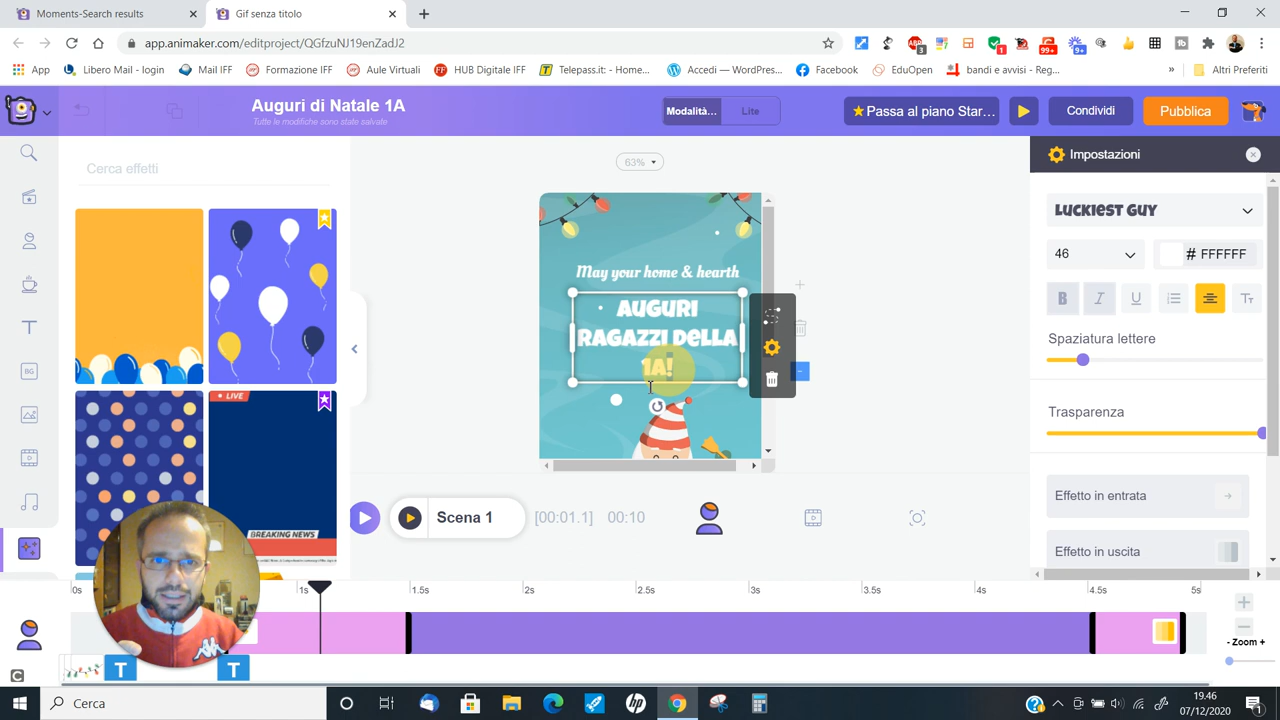 Moments-Search results
Gif senza titolo
app.animaker.com/editproject/QGfzuNJ19enZadJ2
App
Libero Mail - login
Mail IFF
Formazione IFF
Aule Virtuali
HUB Digitale IFF
Telepass.it: - Home...
Accedi — WordPres...
Facebook
EduOpen
bandi e avvisi - Reg...
»
Altri Preferiti
Auguri di Natale 1A
Tutte le modifiche sono state salvate
Modalità...
Lite
Passa al piano Star...
Condividi
Pubblica
Cerca effetti
LIVE
BREAKING NEWS
63%
May your home & hearth
AUGURI
RAGAZZI DELLA
1A!
Impostazioni
LUCKIEST GUY
46
# FFFFFF
B
I
U
Tт
Spaziatura lettere
Trasparenza
Effetto in entrata
Effetto in uscita
Scena 1
[00:01.1]
00:10
0s
1s
1.5s
2s
2.5s
3s
3.5s
4s
4.5s
5s
- Zoom +
C
T
T
Cerca
19.46
07/12/2020